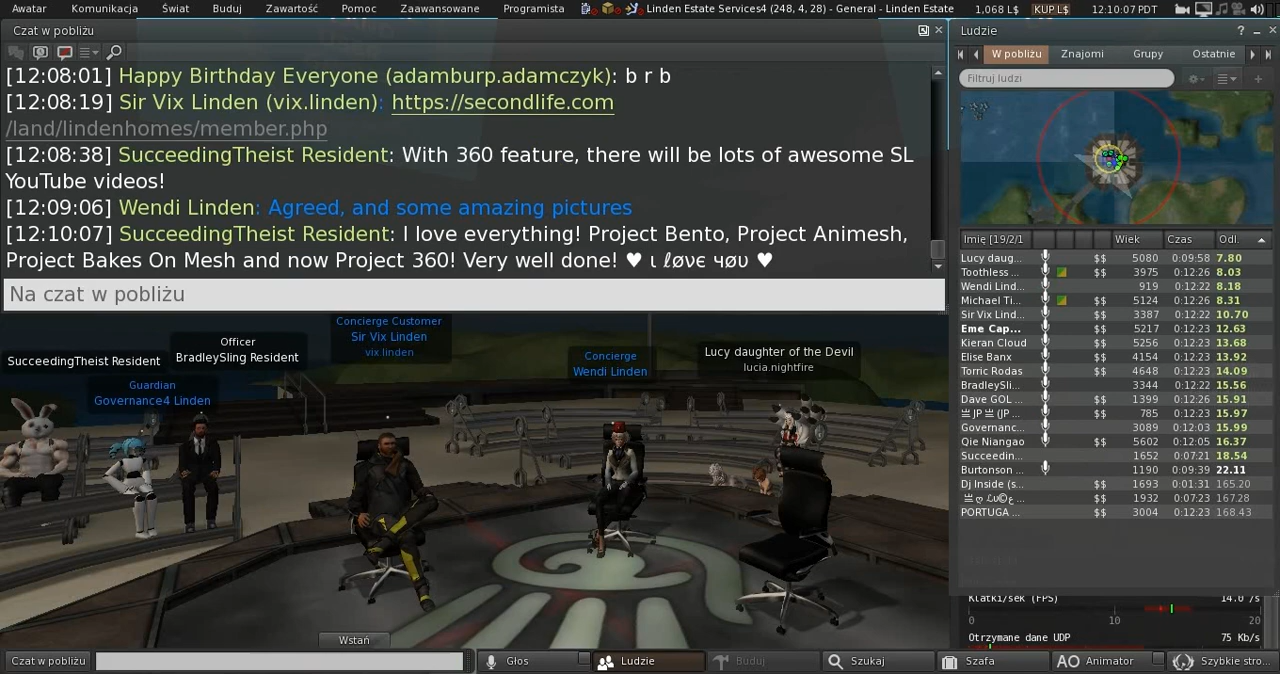 Awatar Komunikacja Świat Buduj Zawartość Pomoc Zaawansowane Programista Linden Estate Services4 (248, 4, 28) - General - Linden Estate 1,068 L$ KUP L$ 12:10:07 PDT
Czat w pobliżu
[12:08:01] Happy Birthday Everyone (adamburp.adamczyk): b r b
[12:08:19] Sir Vix Linden (vix.linden): https://secondlife.com
/land/lindenhomes/member.php
[12:08:38] SucceedingTheist Resident: With 360 feature, there will be lots of awesome SL
YouTube videos!
[12:09:06] Wendi Linden: Agreed, and some amazing pictures
[12:10:07] SucceedingTheist Resident: I love everything! Project Bento, Project Animesh,
Project Bakes On Mesh and now Project 360! Very well done! ♥ ι ℓøνє чøυ ♥
Na czat w pobliżu
Concierge Customer
Sir Vix Linden
vix.linden
Officer
BradleySling Resident
SucceedingTheist Resident
Guardian
Governance4 Linden
Concierge
Wendi Linden
Lucy daughter of the Devil
lucia.nightfire
Wstań
Ludzie
W pobliżu Znajomi Grupy Ostatnie
Filtruj ludzi
Imię [19/2/1 Wiek Czas Odl.
Lucy daug... $$ 5080 0:09:58 7.80
Toothless ... $$ 3975 0:12:26 8.03
Wendi Lind... 919 0:12:22 8.18
Michael Ti... $$ 5124 0:12:26 8.31
Sir Vix Lind... $$ 3387 0:12:22 10.70
Eme Cap... $$ 5217 0:12:23 12.63
Kieran Cloud $$ 5256 0:12:23 13.68
Elise Banx $$ 4154 0:12:23 13.92
Torric Rodas $$ 4648 0:12:23 14.09
BradleySli... 3344 0:12:22 15.56
Dave GOL ... $$ 1399 0:12:26 15.91
亗 JP 亗 (JP ... $$ 785 0:12:23 15.97
Governanc... 3089 0:12:03 15.99
Qie Niangao $$ 5602 0:12:05 16.37
Succeedin... 1652 0:07:21 18.54
Burtonson ... 1190 0:09:39 22.11
Dj Inside (s... $$ 1693 0:01:31 165.20
$$ 1932 0:07:23 167.28
PORTUGA ... $$ 3004 0:12:23 168.43
Klatki/sek (FPS) 14.0 /s
0 10 20
Otrzymane dane UDP 75 Kb/s
Czat w pobliżu Głos Ludzie Buduj Szukaj Szafa AO Animator Szybkie stro...